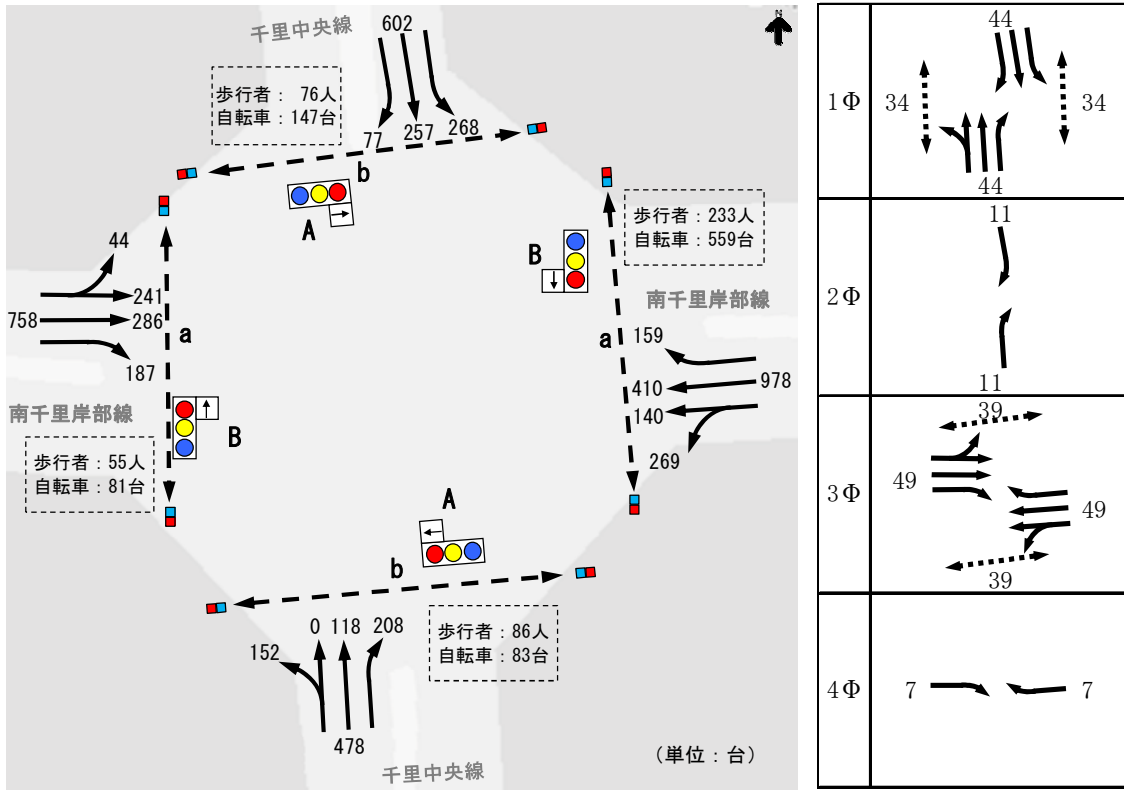 千里中央線
602
N
歩行者： 76人
自転車：147台
77
257
268
b
A
歩行者：233人
自転車：559台
B
44
241
758
286
187
a
南千里岸部線
159
a
410
978
140
269
南千里岸部線
B
歩行者：55人
自転車：81台
A
b
歩行者：86人
自転車：83台
0
118
208
152
478
千里中央線
（単位：台）
1Φ
44
34
34
44
2Φ
11
11
3Φ
39
49
49
39
4Φ
7
7